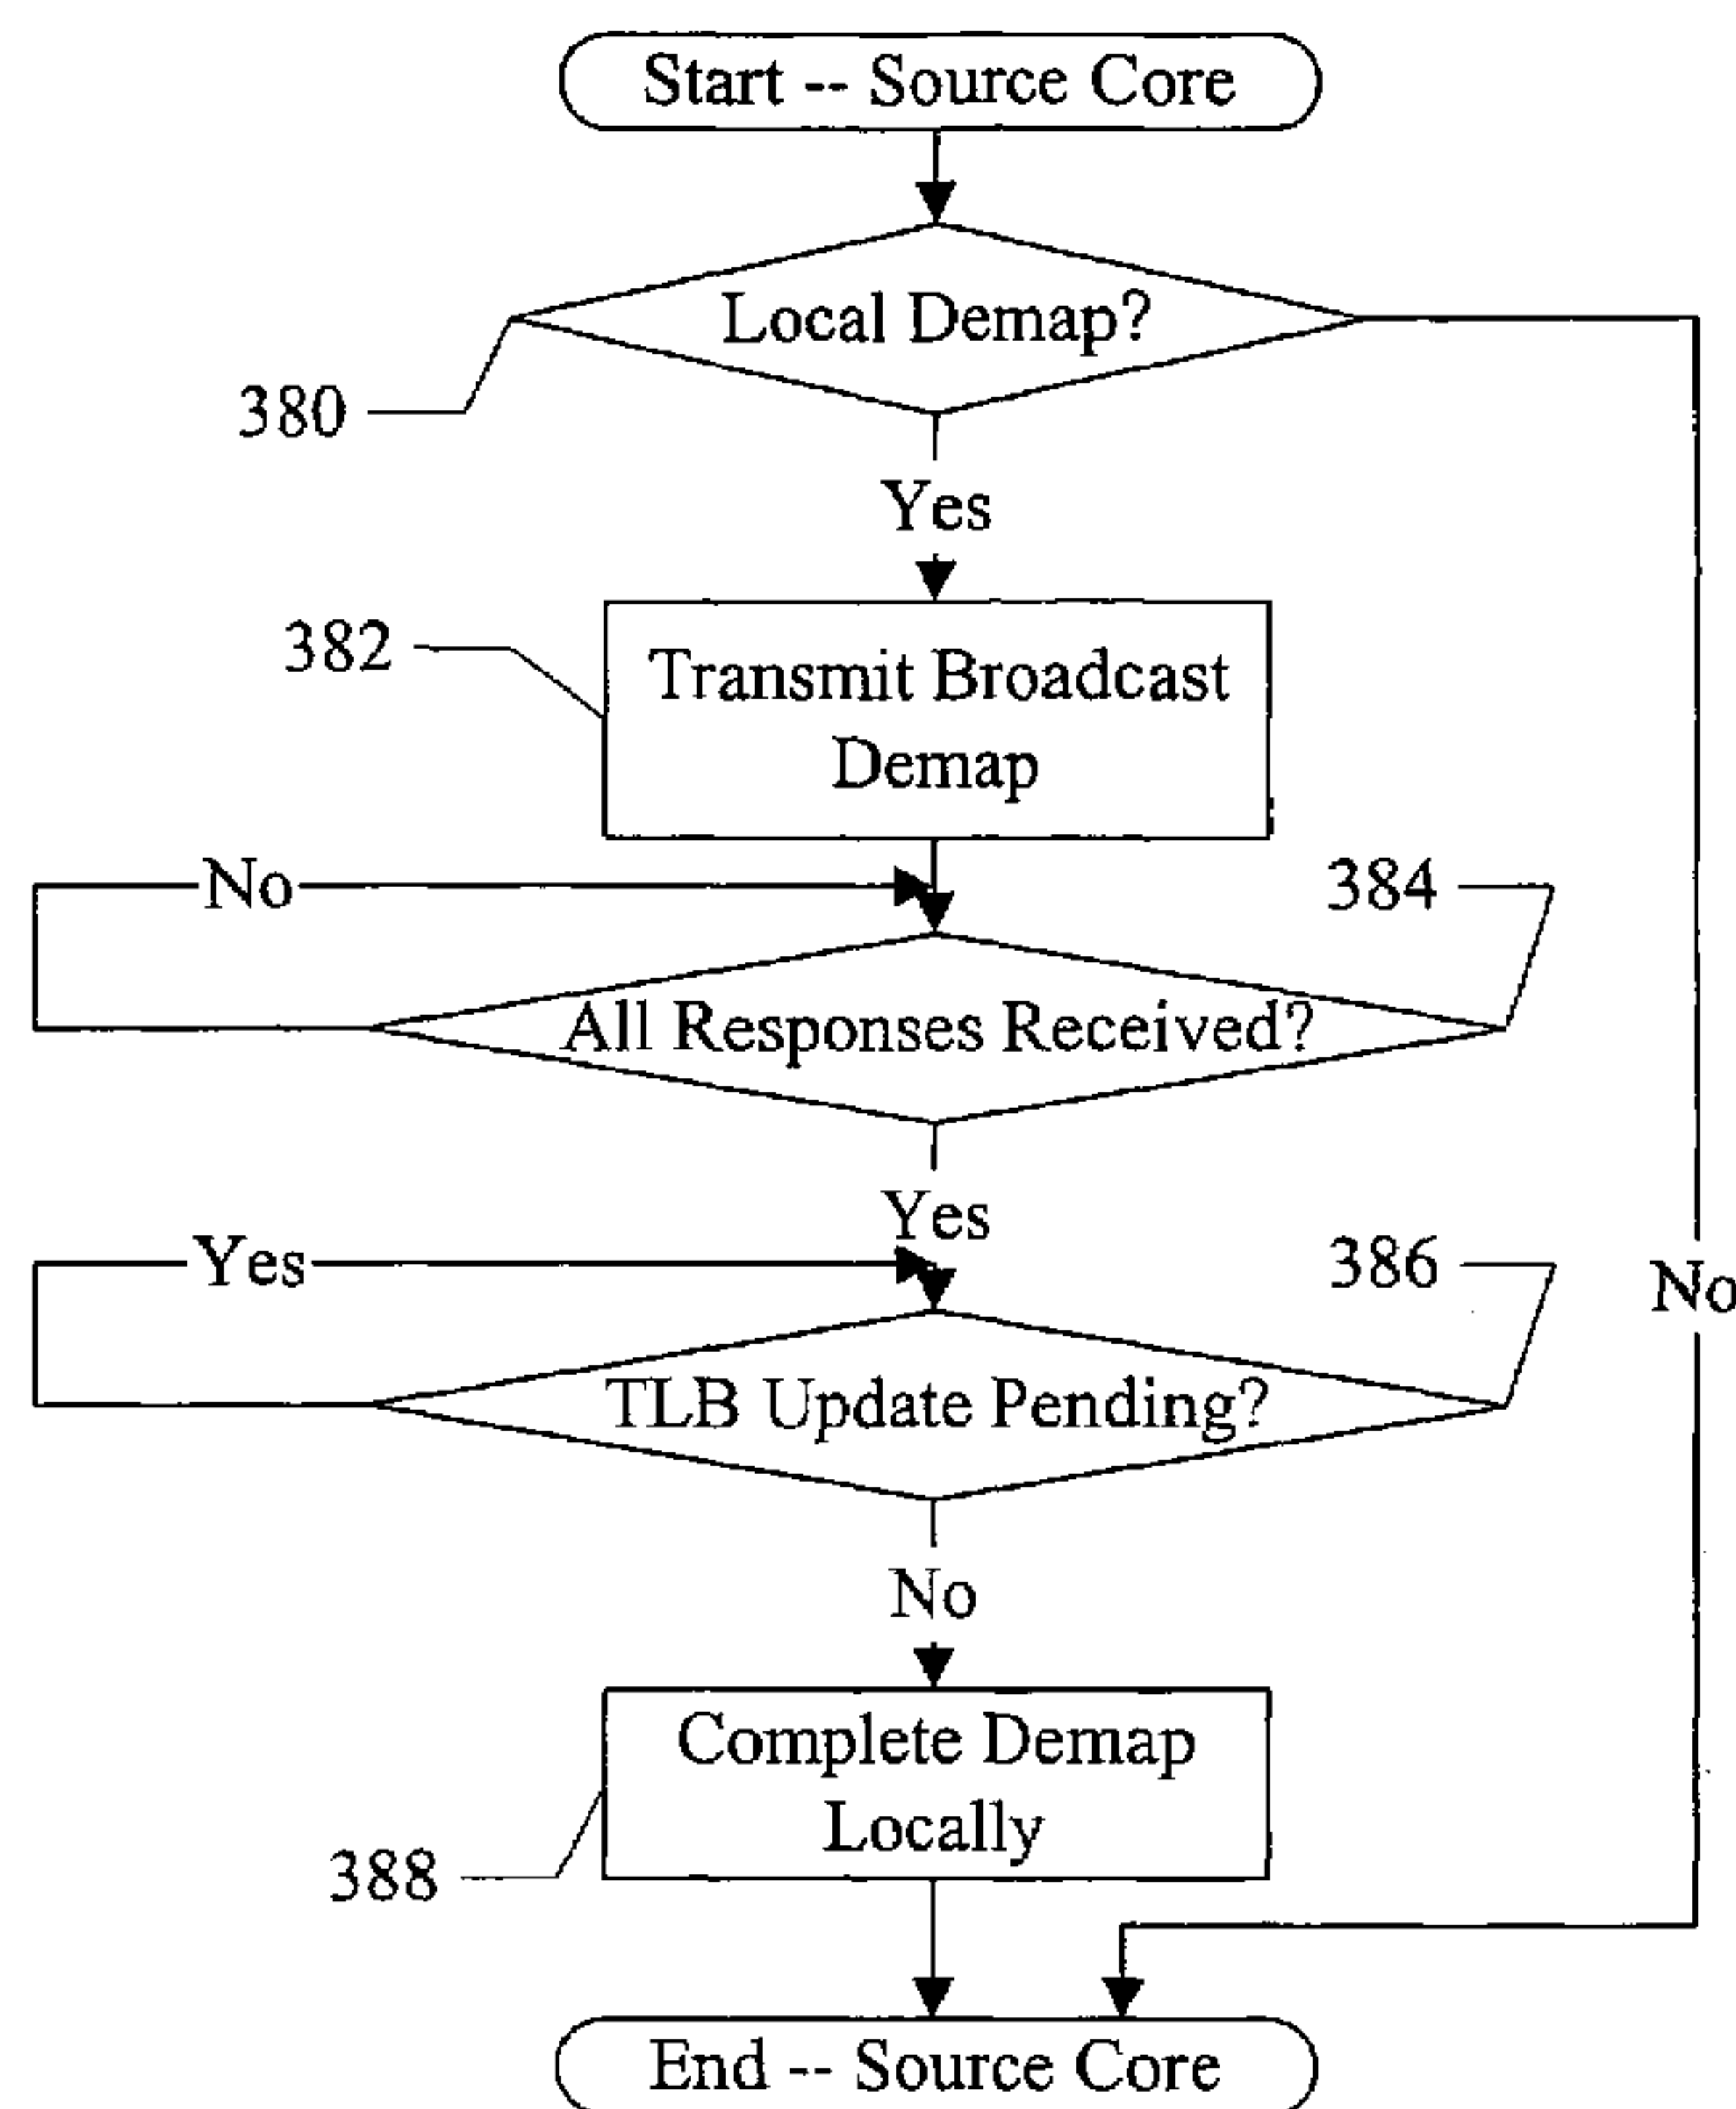 Start -- Source Core
Local Demap?
380
Yes
382
Transmit Broadcast
Demap
No
384
All Responses Received?
Yes
Yes
386
No
TLB Update Pending?
No
Complete Demap
Locally
388
End -- Source Core